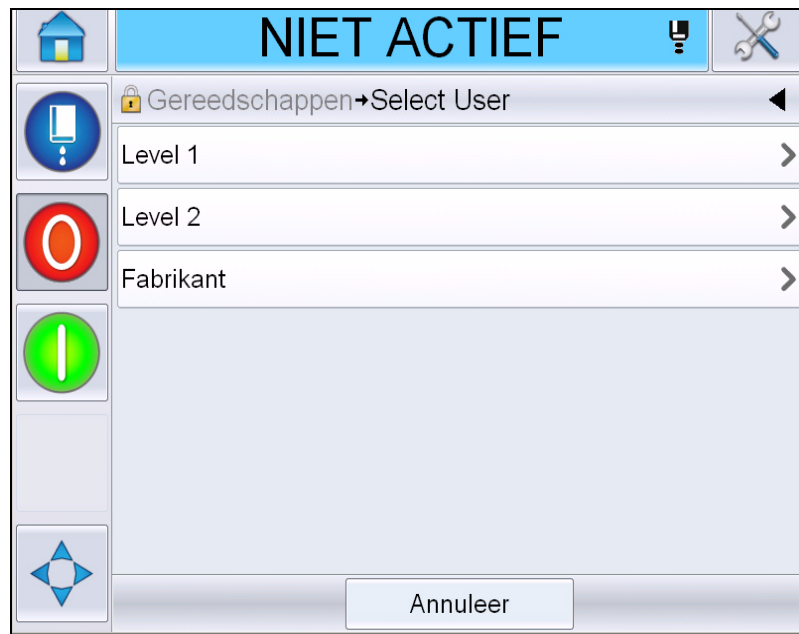 NIET ACTIEF
Gereedschappen→Select User
Level 1
Level 2
Fabrikant
Annuleer